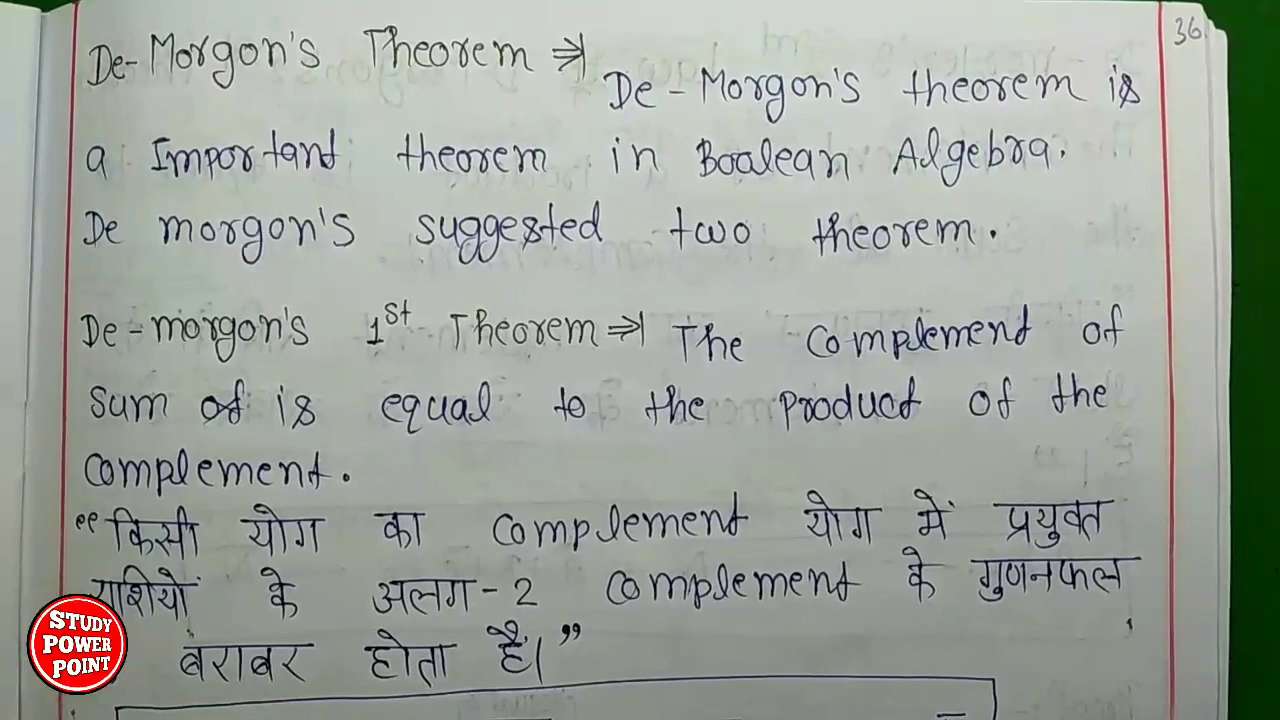 36
De-Morgon's Theorem ⇒
De-Morgon's theorem is
a Important theorem in Boolean Algebra.
De morgon's suggested two theorem.
De-morgon's 1st Theorem ⇒ The complement of
sum of is equal to the product of the
complement.
"किसी योग का complement योग में प्रयुक्त
राशियों के अलग-2 complement के गुणनफल
बराबर होता है।"
STUDY
POWER
POINT